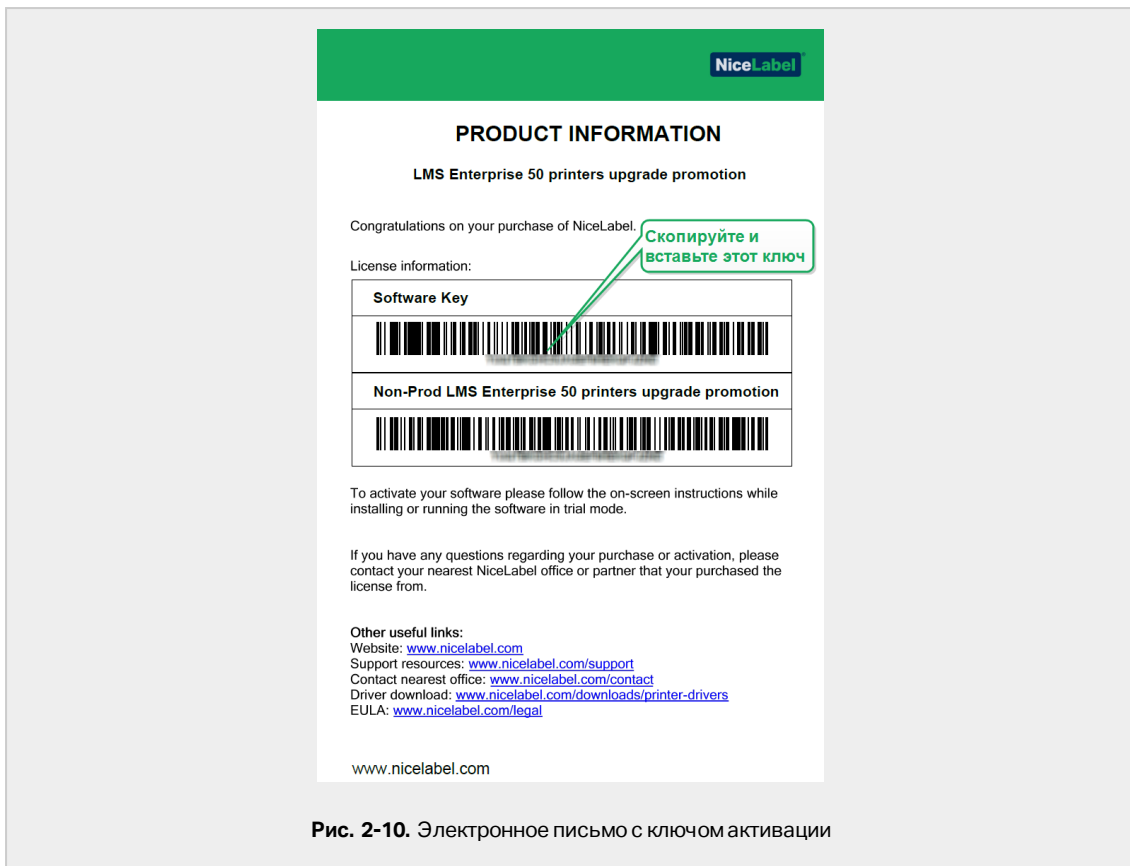 NiceLabel
PRODUCT INFORMATION
LMS Enterprise 50 printers upgrade promotion
Congratulations on your purchase of NiceLabel.
Скопируйте и
вставьте этот ключ
License information:
Software Key
Non-Prod LMS Enterprise 50 printers upgrade promotion
To activate your software please follow the on-screen instructions while
installing or running the software in trial mode.
If you have any questions regarding your purchase or activation, please
contact your nearest NiceLabel office or partner that your purchased the
license from.
Other useful links:
Website: www.nicelabel.com
Support resources: www.nicelabel.com/support
Contact nearest office: www.nicelabel.com/contact
Driver download: www.nicelabel.com/downloads/printer-drivers
EULA: www.nicelabel.com/legal
www.nicelabel.com
Рис. 2-10. Электронное письмо с ключом активации